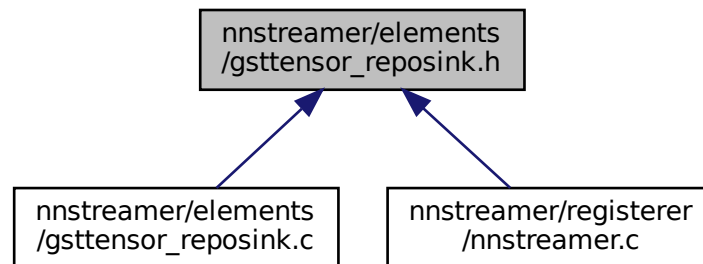 nnstreamer/elements
/gsttensor_reposink.h
nnstreamer/elements
/gsttensor_reposink.c
nnstreamer/registerer
/nnstreamer.c